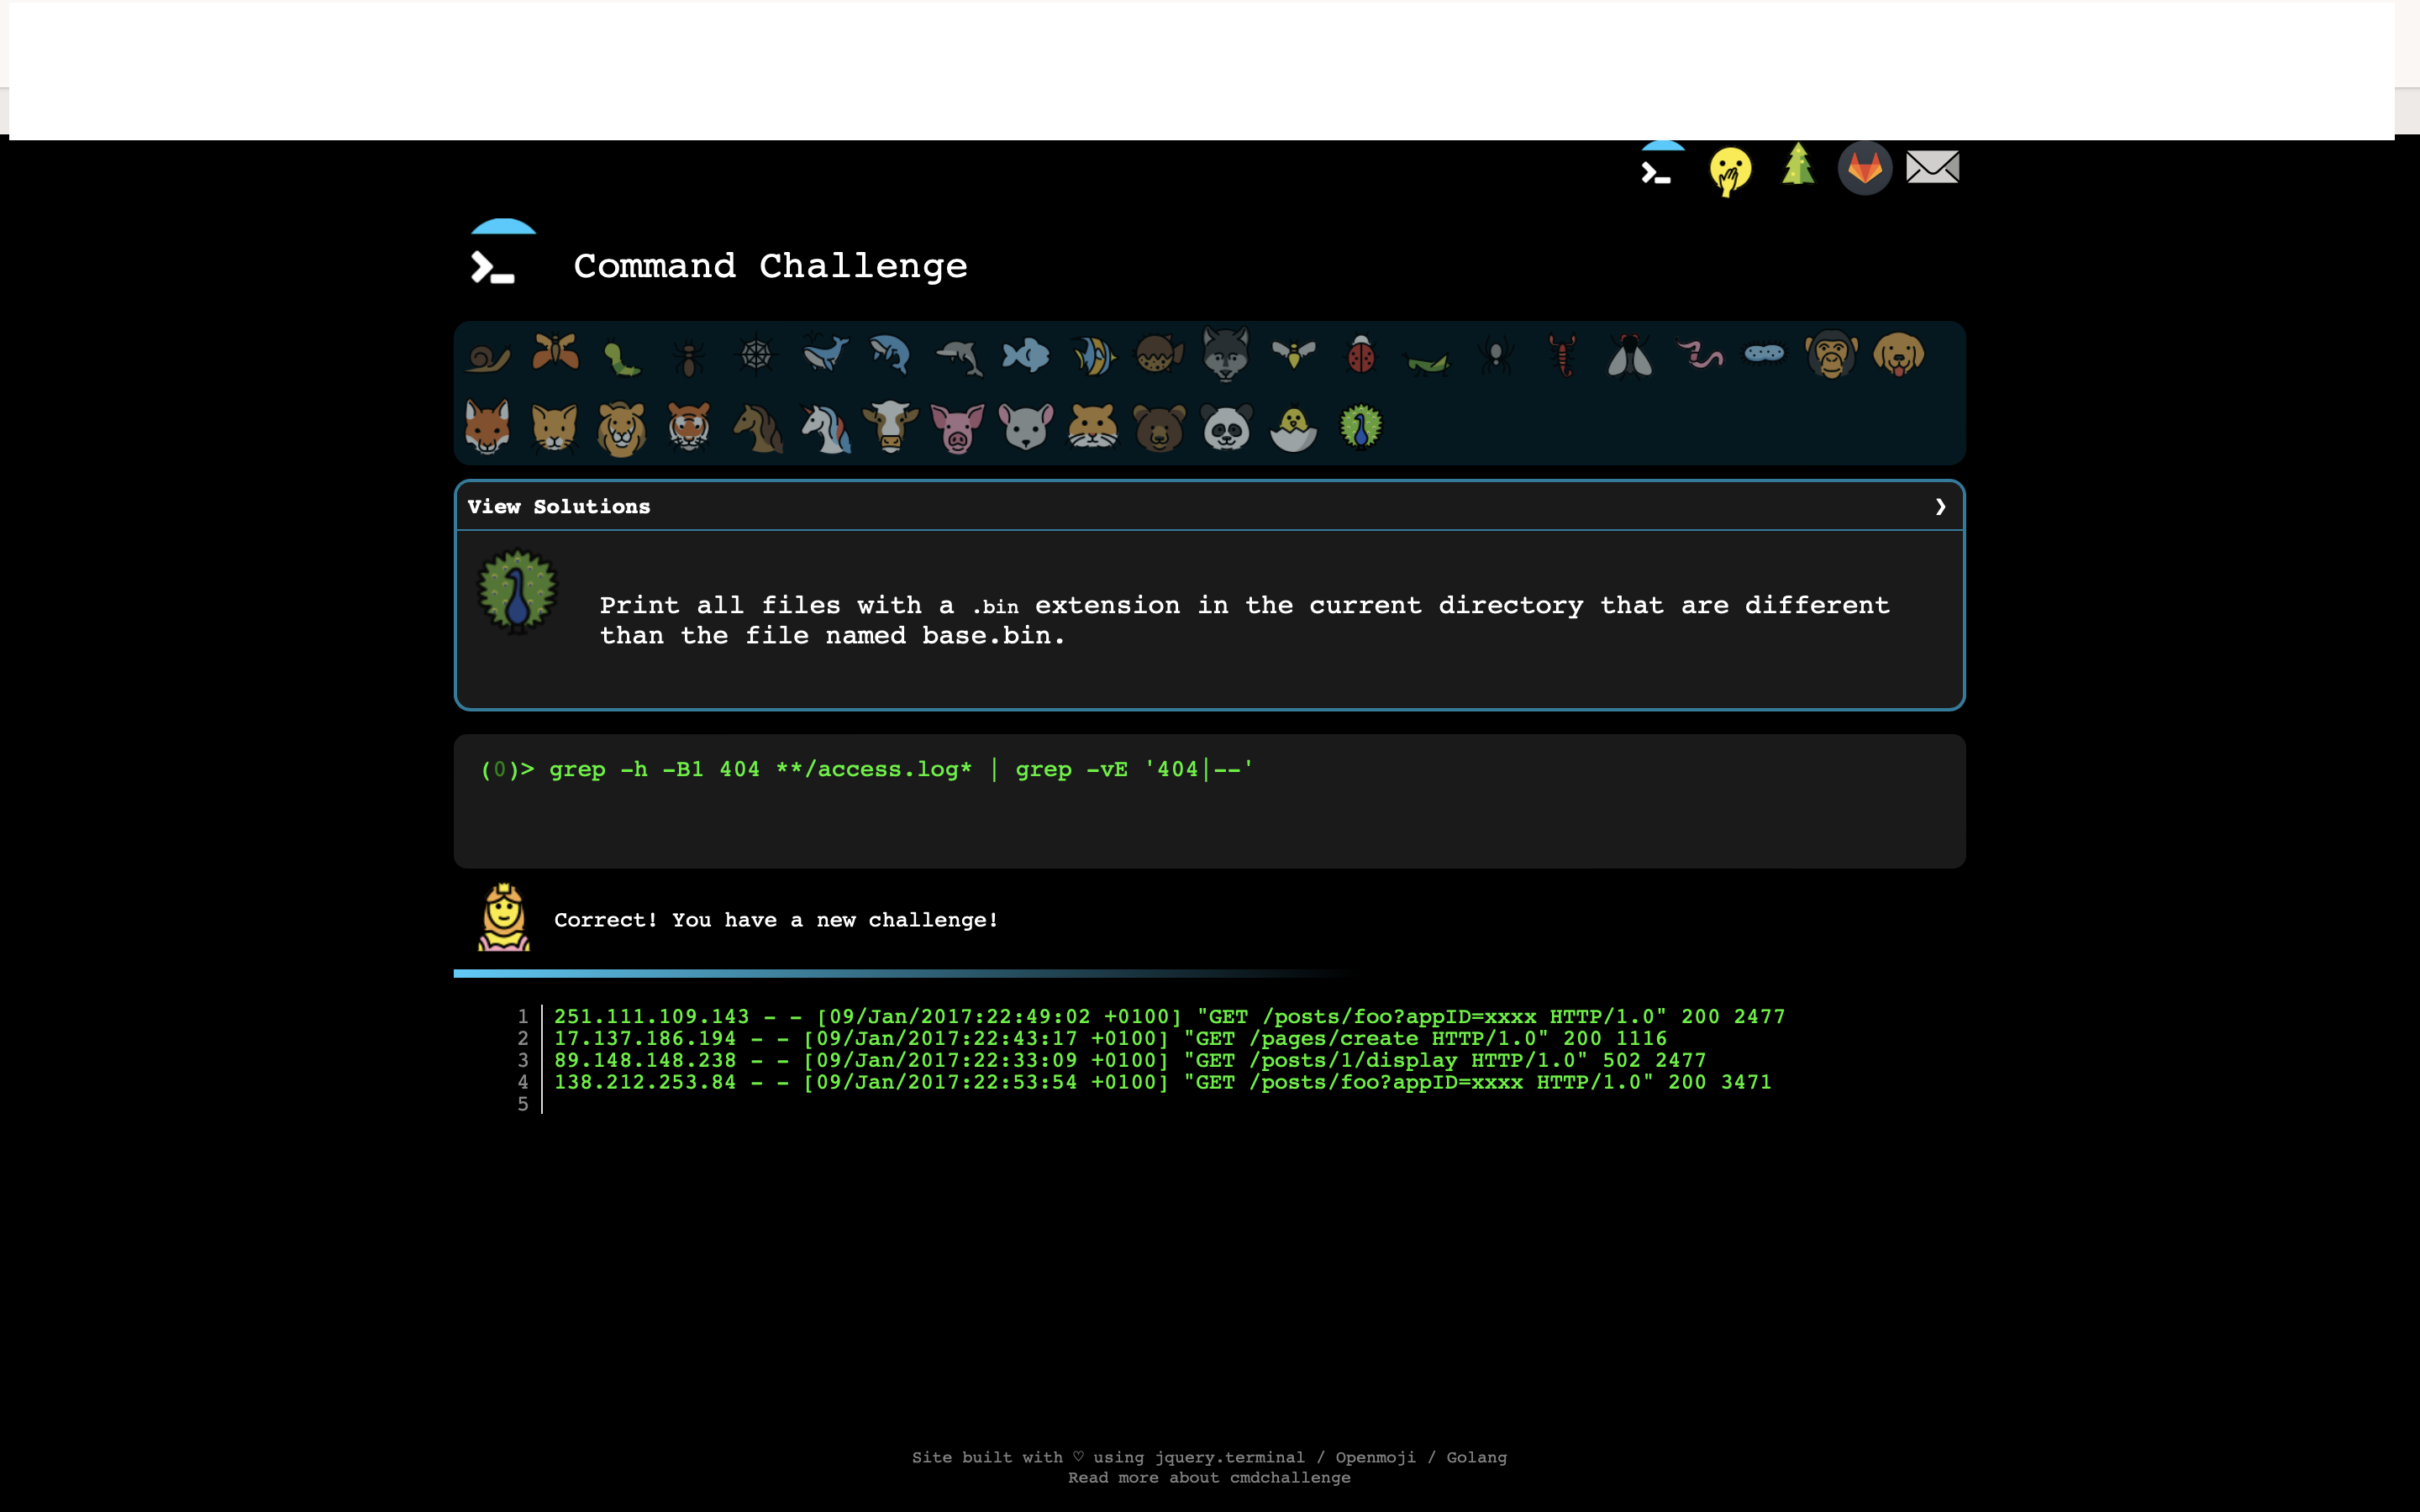 Command Challenge
View Solutions
Print all files with a .bin extension in the current directory that are different
than the file named base.bin.
(0)> grep -h -B1 404 **/access.log* | grep -vE '404|--'
Correct! You have a new challenge!
1 251.111.109.143 - - [09/Jan/2017:22:49:02 +0100] "GET /posts/foo?appID=xxxx HTTP/1.0" 200 2477
2 17.137.186.194 - - [09/Jan/2017:22:43:17 +0100] "GET /pages/create HTTP/1.0" 200 1116
3 89.148.148.238 - - [09/Jan/2017:22:33:09 +0100] "GET /posts/1/display HTTP/1.0" 502 2477
4 138.212.253.84 - - [09/Jan/2017:22:53:54 +0100] "GET /posts/foo?appID=xxxx HTTP/1.0" 200 3471
5
Site built with ♡ using jquery.terminal / Openmoji / Golang
Read more about cmdchallenge